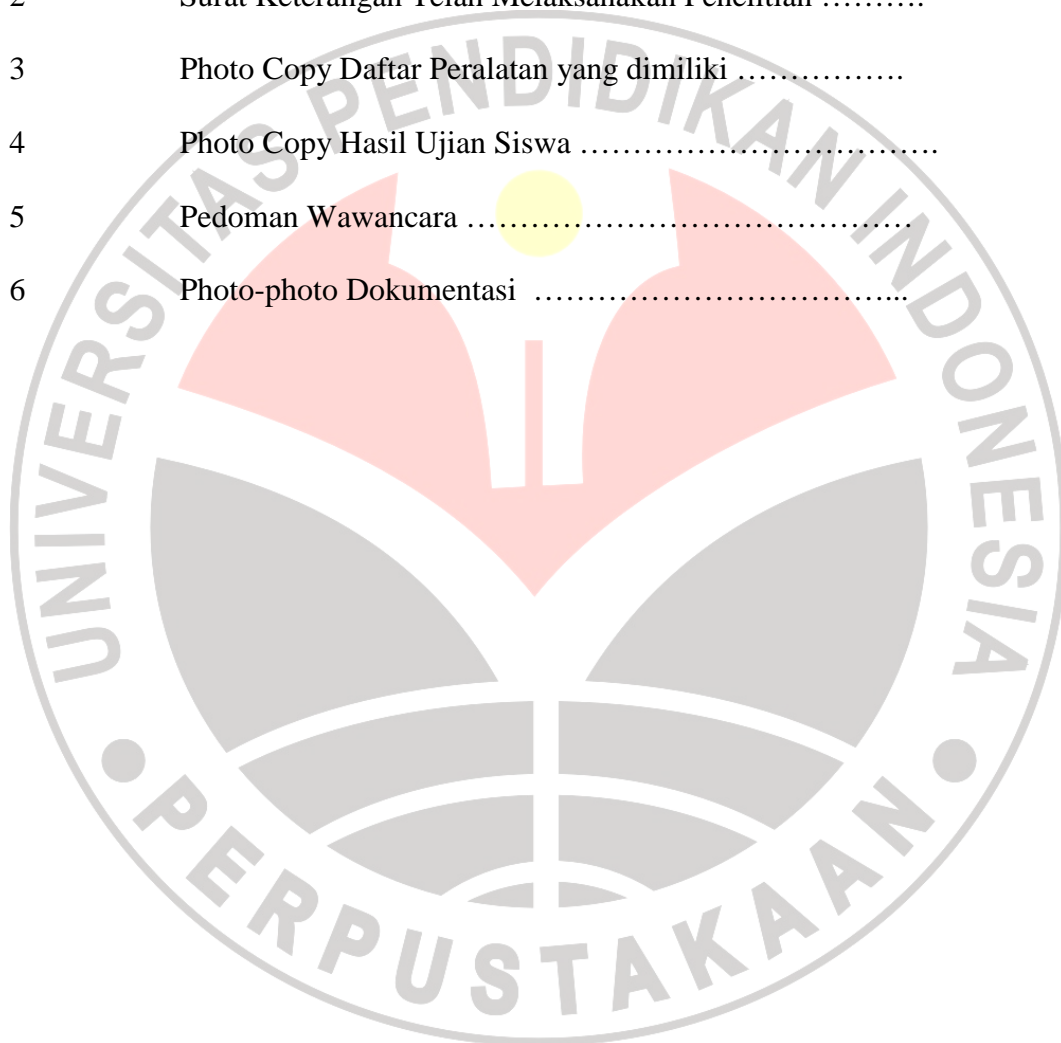 2 Surat Keterangan Telah Melaksanakan Penelitian ……….
3 Photo Copy Daftar Peralatan yang dimiliki …………….
4 Photo Copy Hasil Ujian Siswa …………………………….
5 Pedoman Wawancara ……………………………………
6 Photo-photo Dokumentasi ……………………………...
UNIVERSITAS PENDIDIKAN INDONESIA
PERPUSTAKAAN